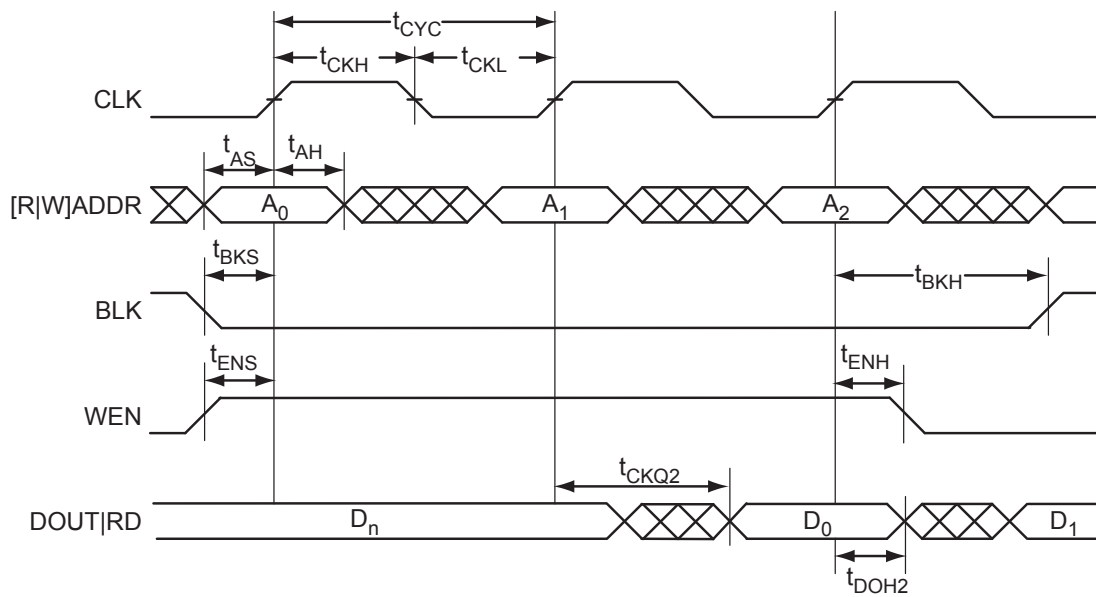 tCYC
tCKH tCKL
CLK
tAS tAH
[R|W]ADDR A0 A1 A2
tBKS tBKH
BLK
tENS tENH
WEN
tCKQ2
DOUT|RD Dn D0 D1
tDOH2